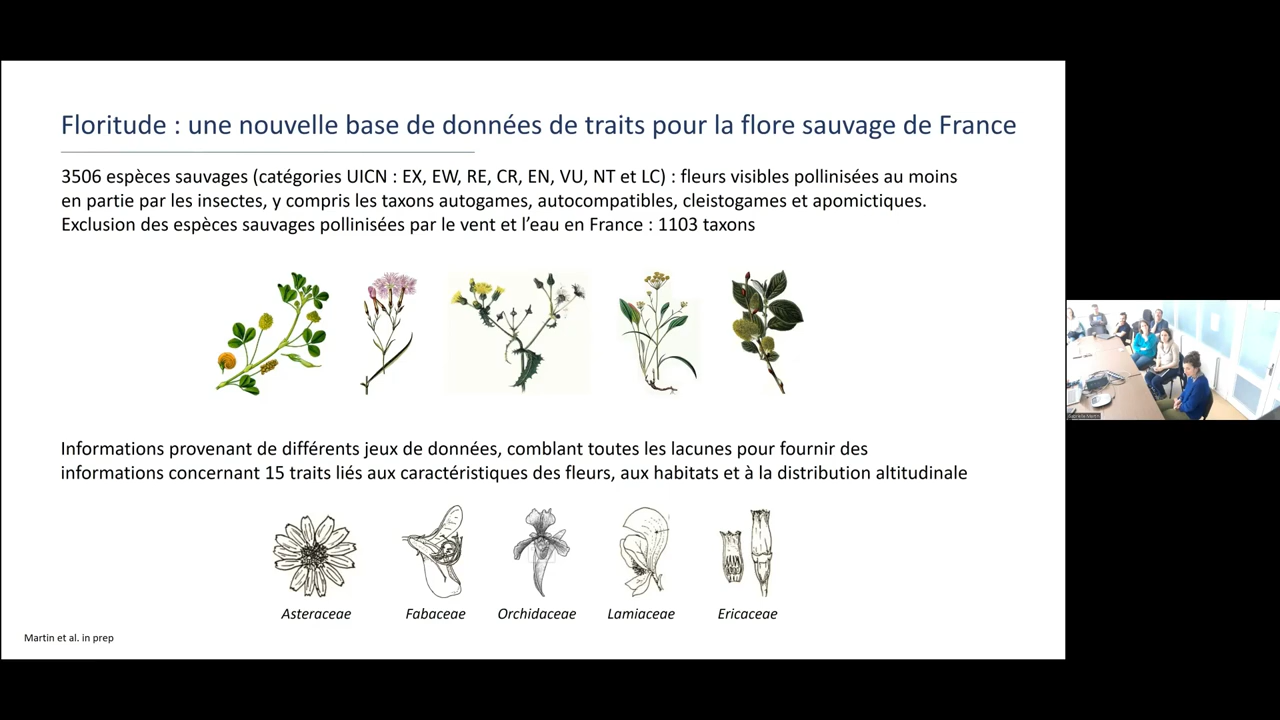 Floritude : une nouvelle base de données de traits pour la flore sauvage de France
3506 espèces sauvages (catégories UICN : EX, EW, RE, CR, EN, VU, NT et LC) : fleurs visibles pollinisées au moins
en partie par les insectes, y compris les taxons autogames, autocompatibles, cleistogames et apomictiques.
Exclusion des espèces sauvages pollinisées par le vent et l’eau en France : 1103 taxons
Informations provenant de différents jeux de données, comblant toutes les lacunes pour fournir des
informations concernant 15 traits liés aux caractéristiques des fleurs, aux habitats et à la distribution altitudinale
Asteraceae Fabaceae Orchidaceae Lamiaceae Ericaceae
Martin et al. in prep